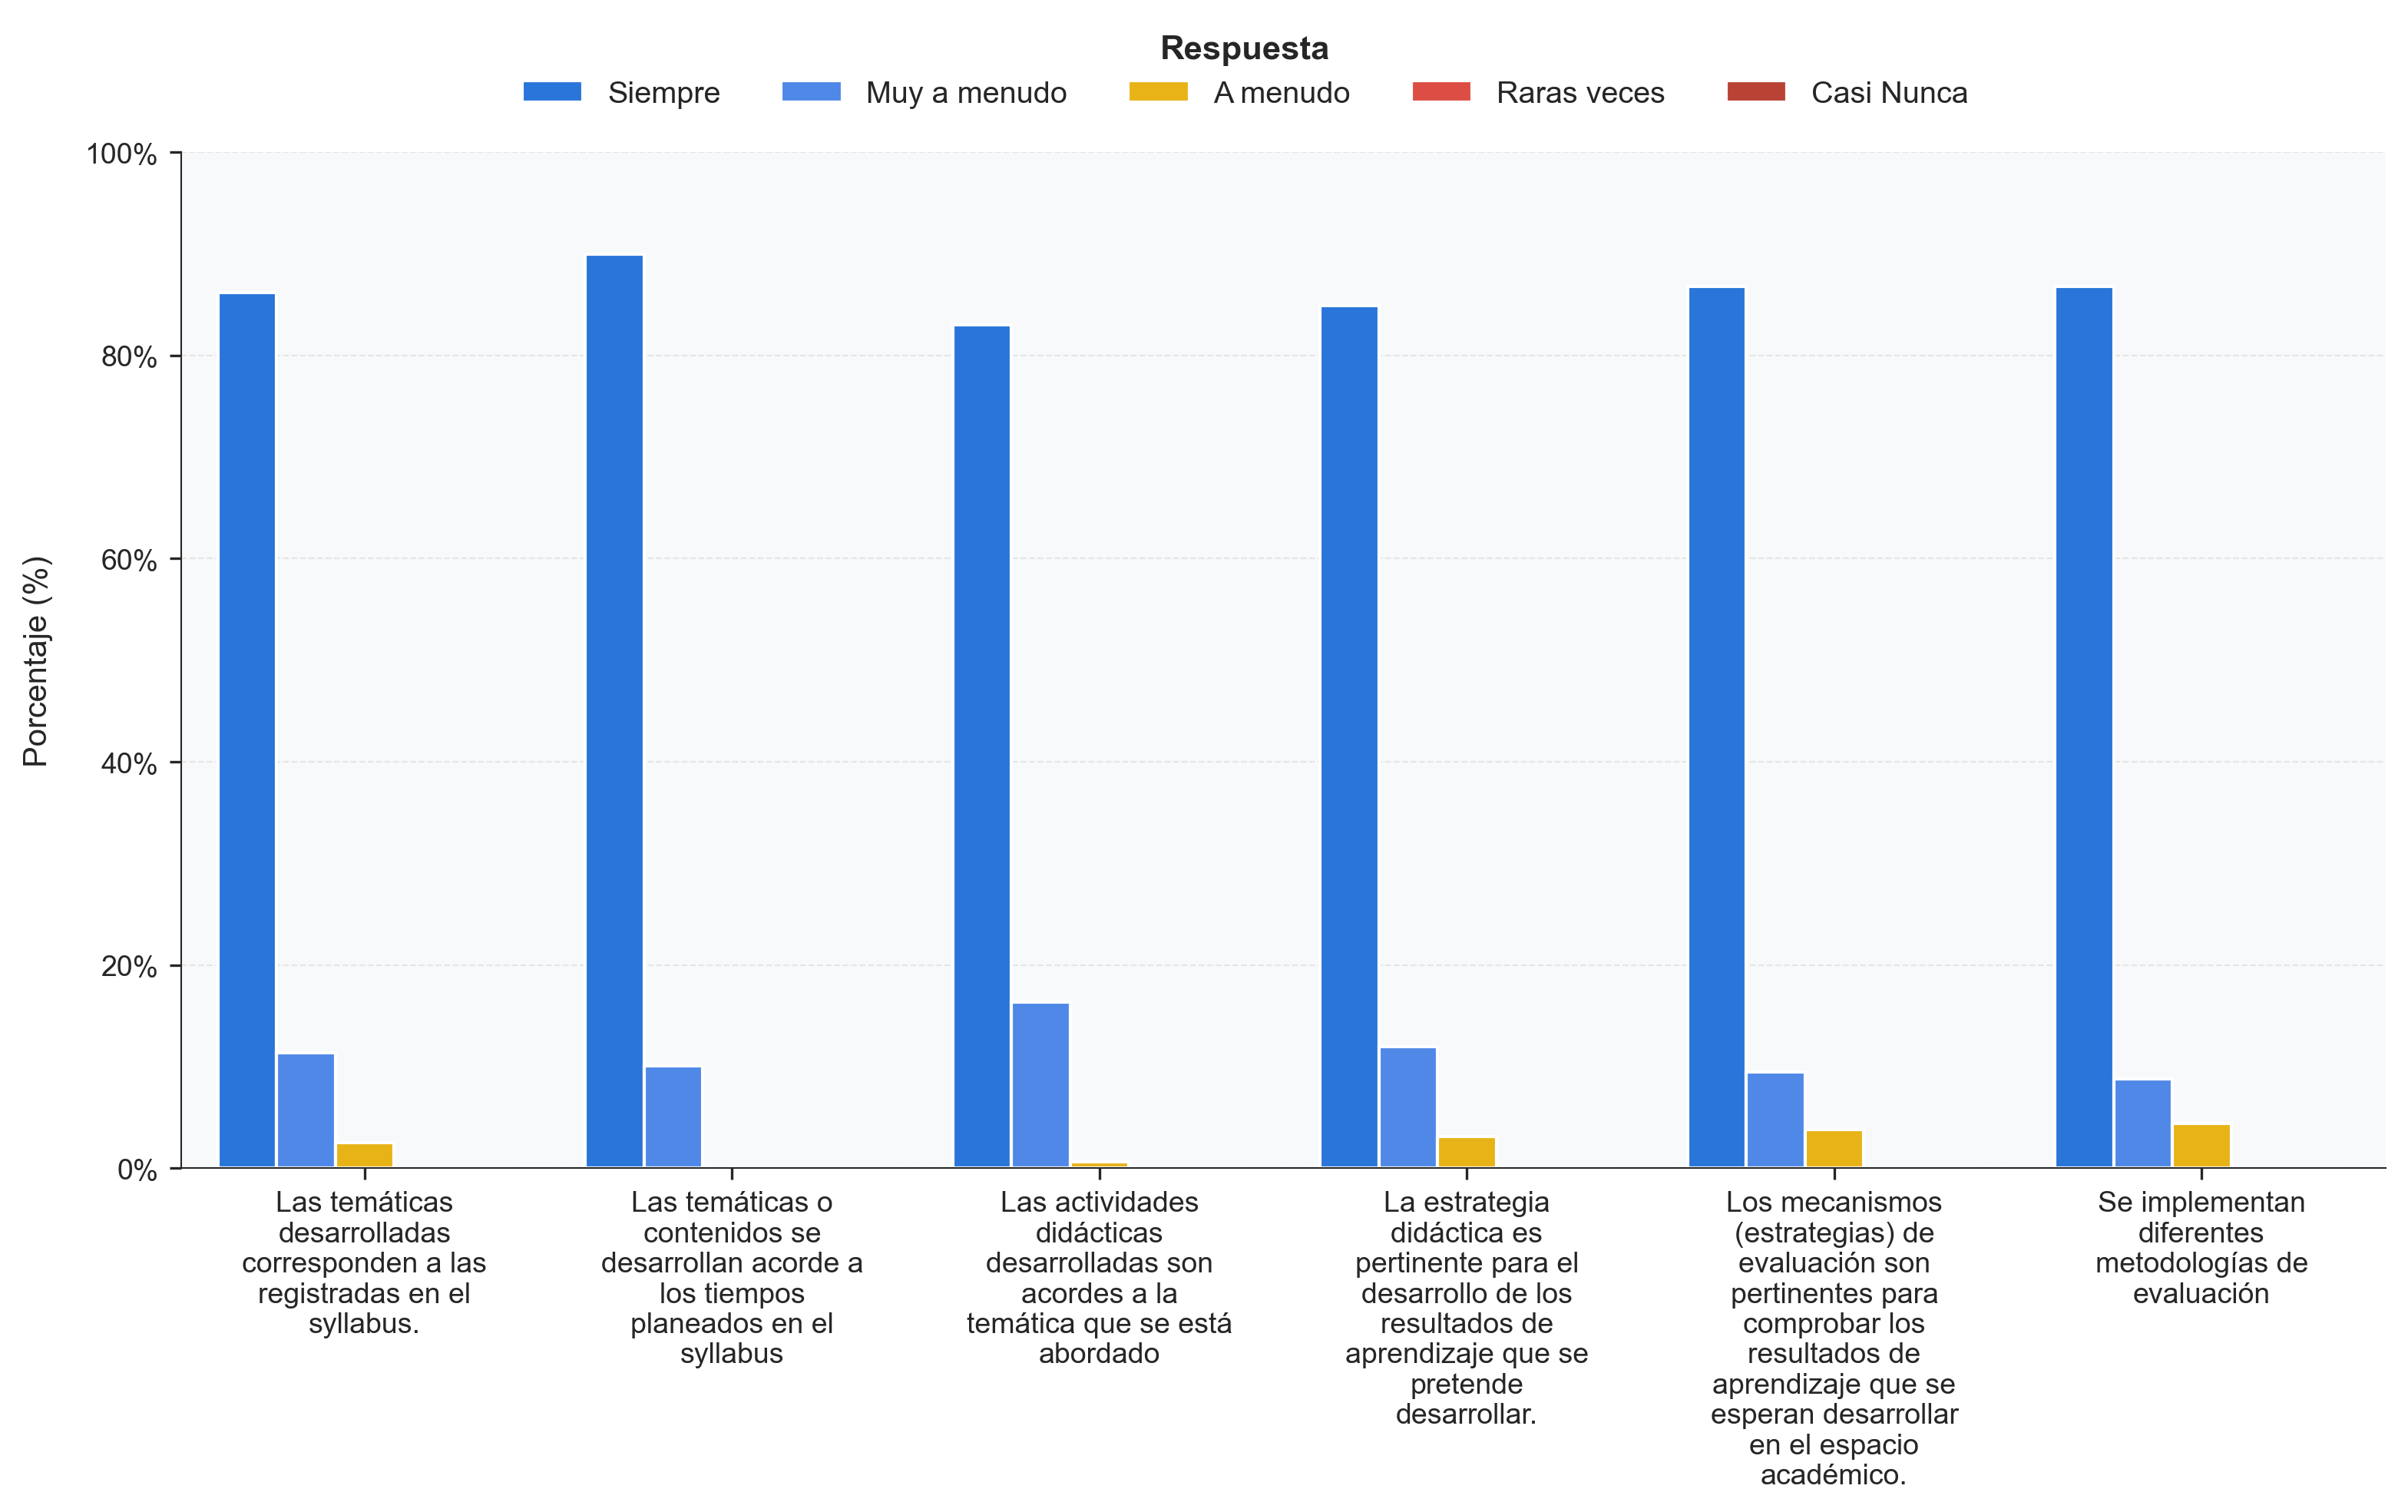 Respuesta
Siempre
Muy a menudo
A menudo
Raras veces
Casi Nunca
100%
80%
60%
40%
20%
0%
Porcentaje (%)
Las temáticas
desarrolladas
corresponden a las
registradas en el
syllabus.
Las temáticas o
contenidos se
desarrollan acorde a
los tiempos
planeados en el
syllabus
Las actividades
didácticas
desarrolladas son
acordes a la
temática que se está
abordado
La estrategia
didáctica es
pertinente para el
desarrollo de los
resultados de
aprendizaje que se
pretende
desarrollar.
Los mecanismos
(estrategias) de
evaluación son
pertinentes para
comprobar los
resultados de
aprendizaje que se
esperan desarrollar
en el espacio
académico.
Se implementan
diferentes
metodologías de
evaluación